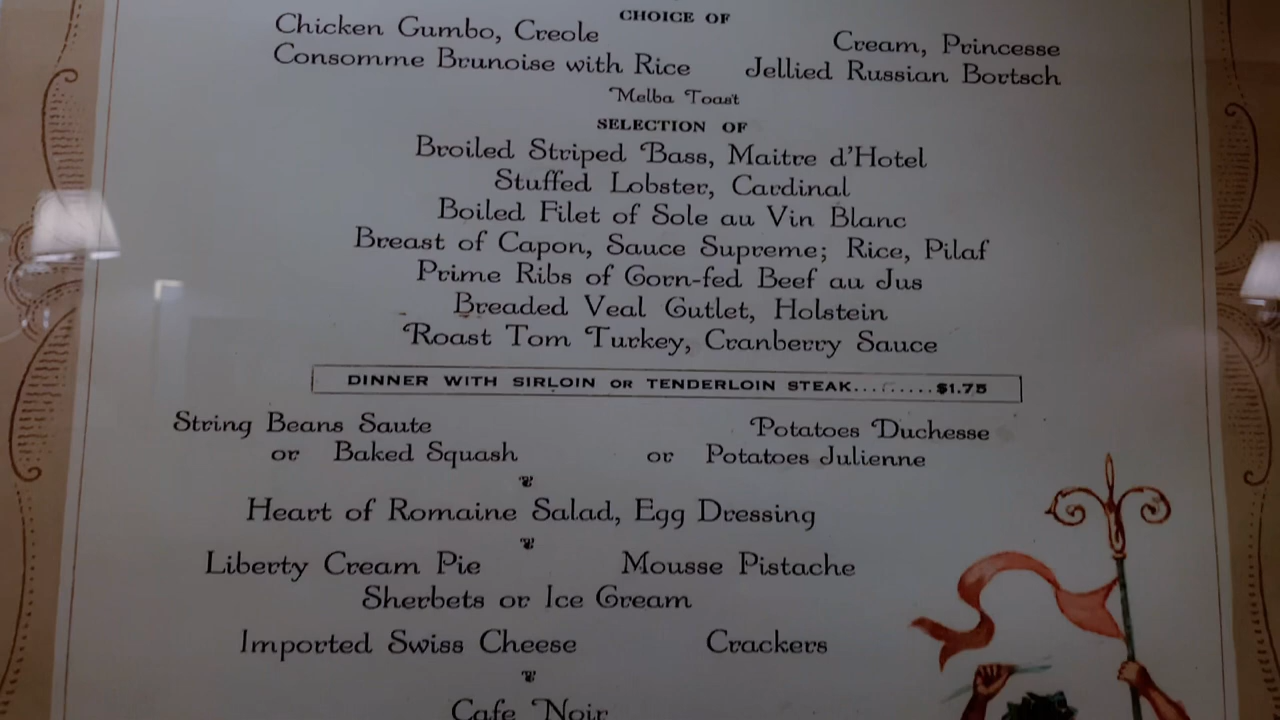 CHOICE OF
Chicken Gumbo, Creole Cream, Princesse
Consomme Brunoise with Rice Jellied Russian Bortsch
Melba Toast
SELECTION OF
Broiled Striped Bass, Maitre d'Hotel
Stuffed Lobster, Cardinal
Boiled Filet of Sole au Vin Blanc
Breast of Capon, Sauce Supreme; Rice, Pilaf
Prime Ribs of Corn-fed Beef au Jus
Breaded Veal Cutlet, Holstein
Roast Tom Turkey, Cranberry Sauce
DINNER WITH SIRLOIN OR TENDERLOIN STEAK.........$1.75
String Beans Saute Potatoes Duchesse
or Baked Squash or Potatoes Julienne
Heart of Romaine Salad, Egg Dressing
Liberty Cream Pie Mousse Pistache
Sherbets or Ice Cream
Imported Swiss Cheese Crackers
Cafe Noir